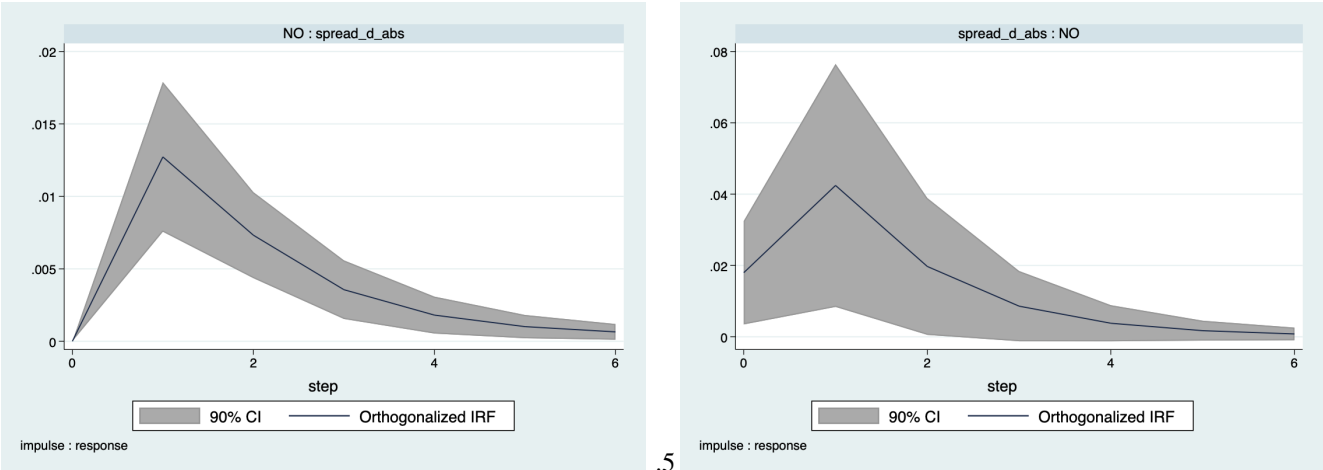 NO : spread_d_abs
.02
.015
.01
.005
0
0 2 4 6
step
90% CI Orthogonalized IRF
impulse : response
.5
spread_d_abs : NO
.08
.06
.04
.02
0
0 2 4 6
step
90% CI Orthogonalized IRF
impulse : response